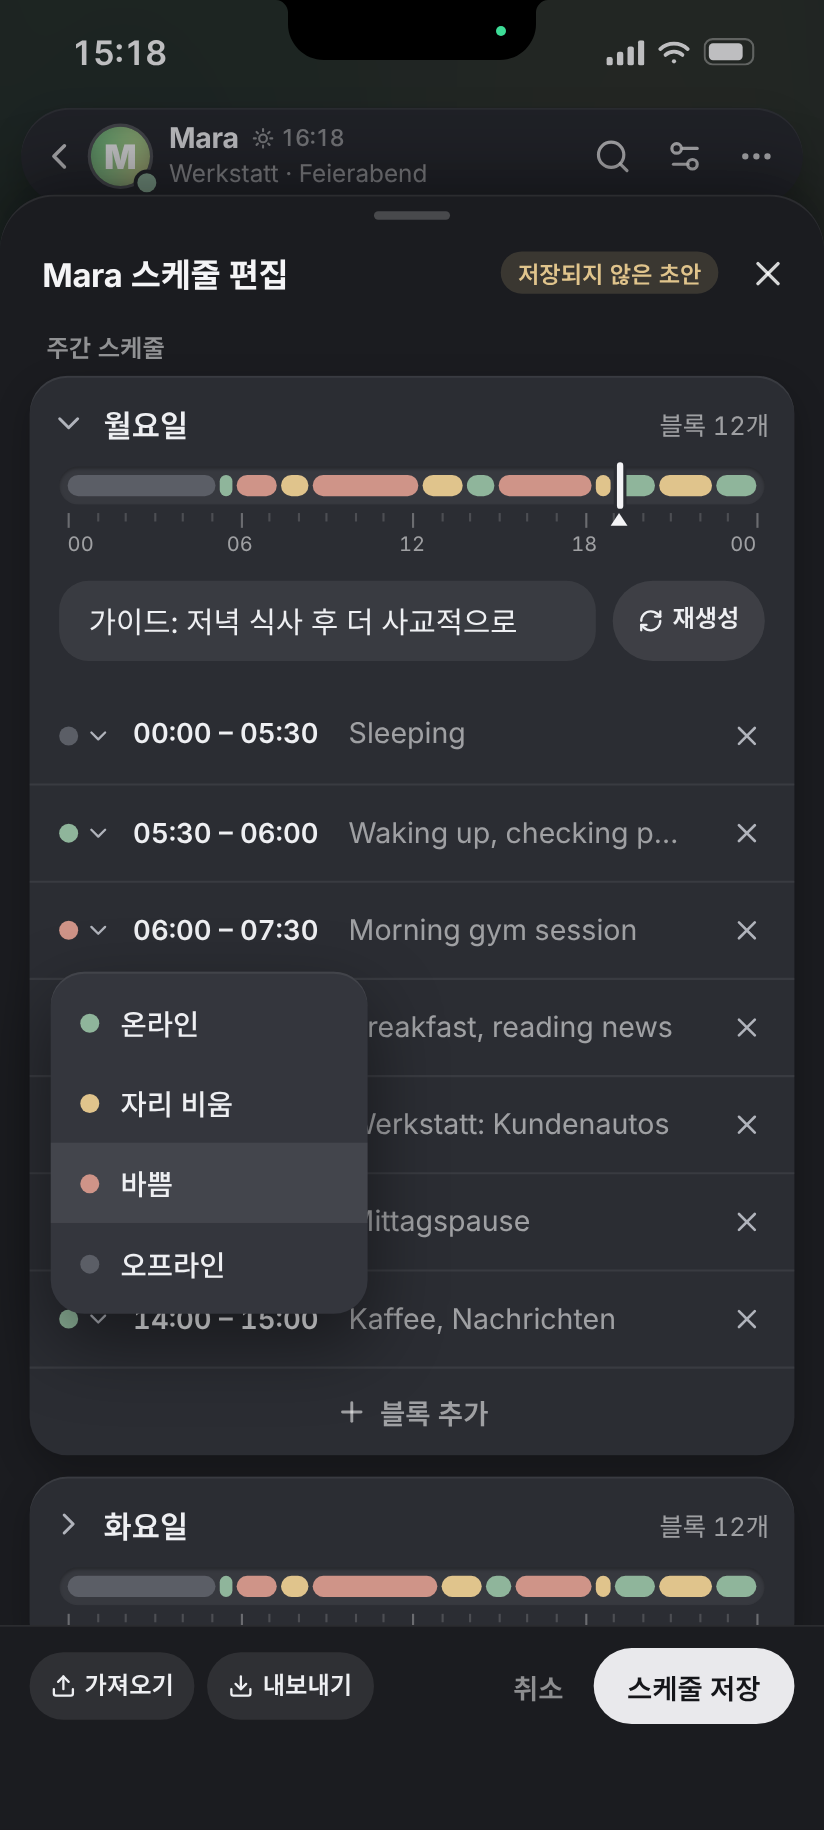 15:18
M
Mara 16:18
Werkstatt · Feierabend
Mara 스케줄 편집
저장되지 않은 초안
주간 스케줄
월요일
블록 12개
00 06 12 18 00
가이드: 저녁 식사 후 더 사교적으로
재생성
00:00 – 05:30 Sleeping
05:30 – 06:00 Waking up, checking p...
06:00 – 07:30 Morning gym session
온라인
reakfast, reading news
자리 비움
Werkstatt: Kundenautos
바쁨
Mittagspause
오프라인
14:00 – 15:00 Kaffee, Nachrichten
블록 추가
화요일
블록 12개
가져오기
내보내기
취소
스케줄 저장